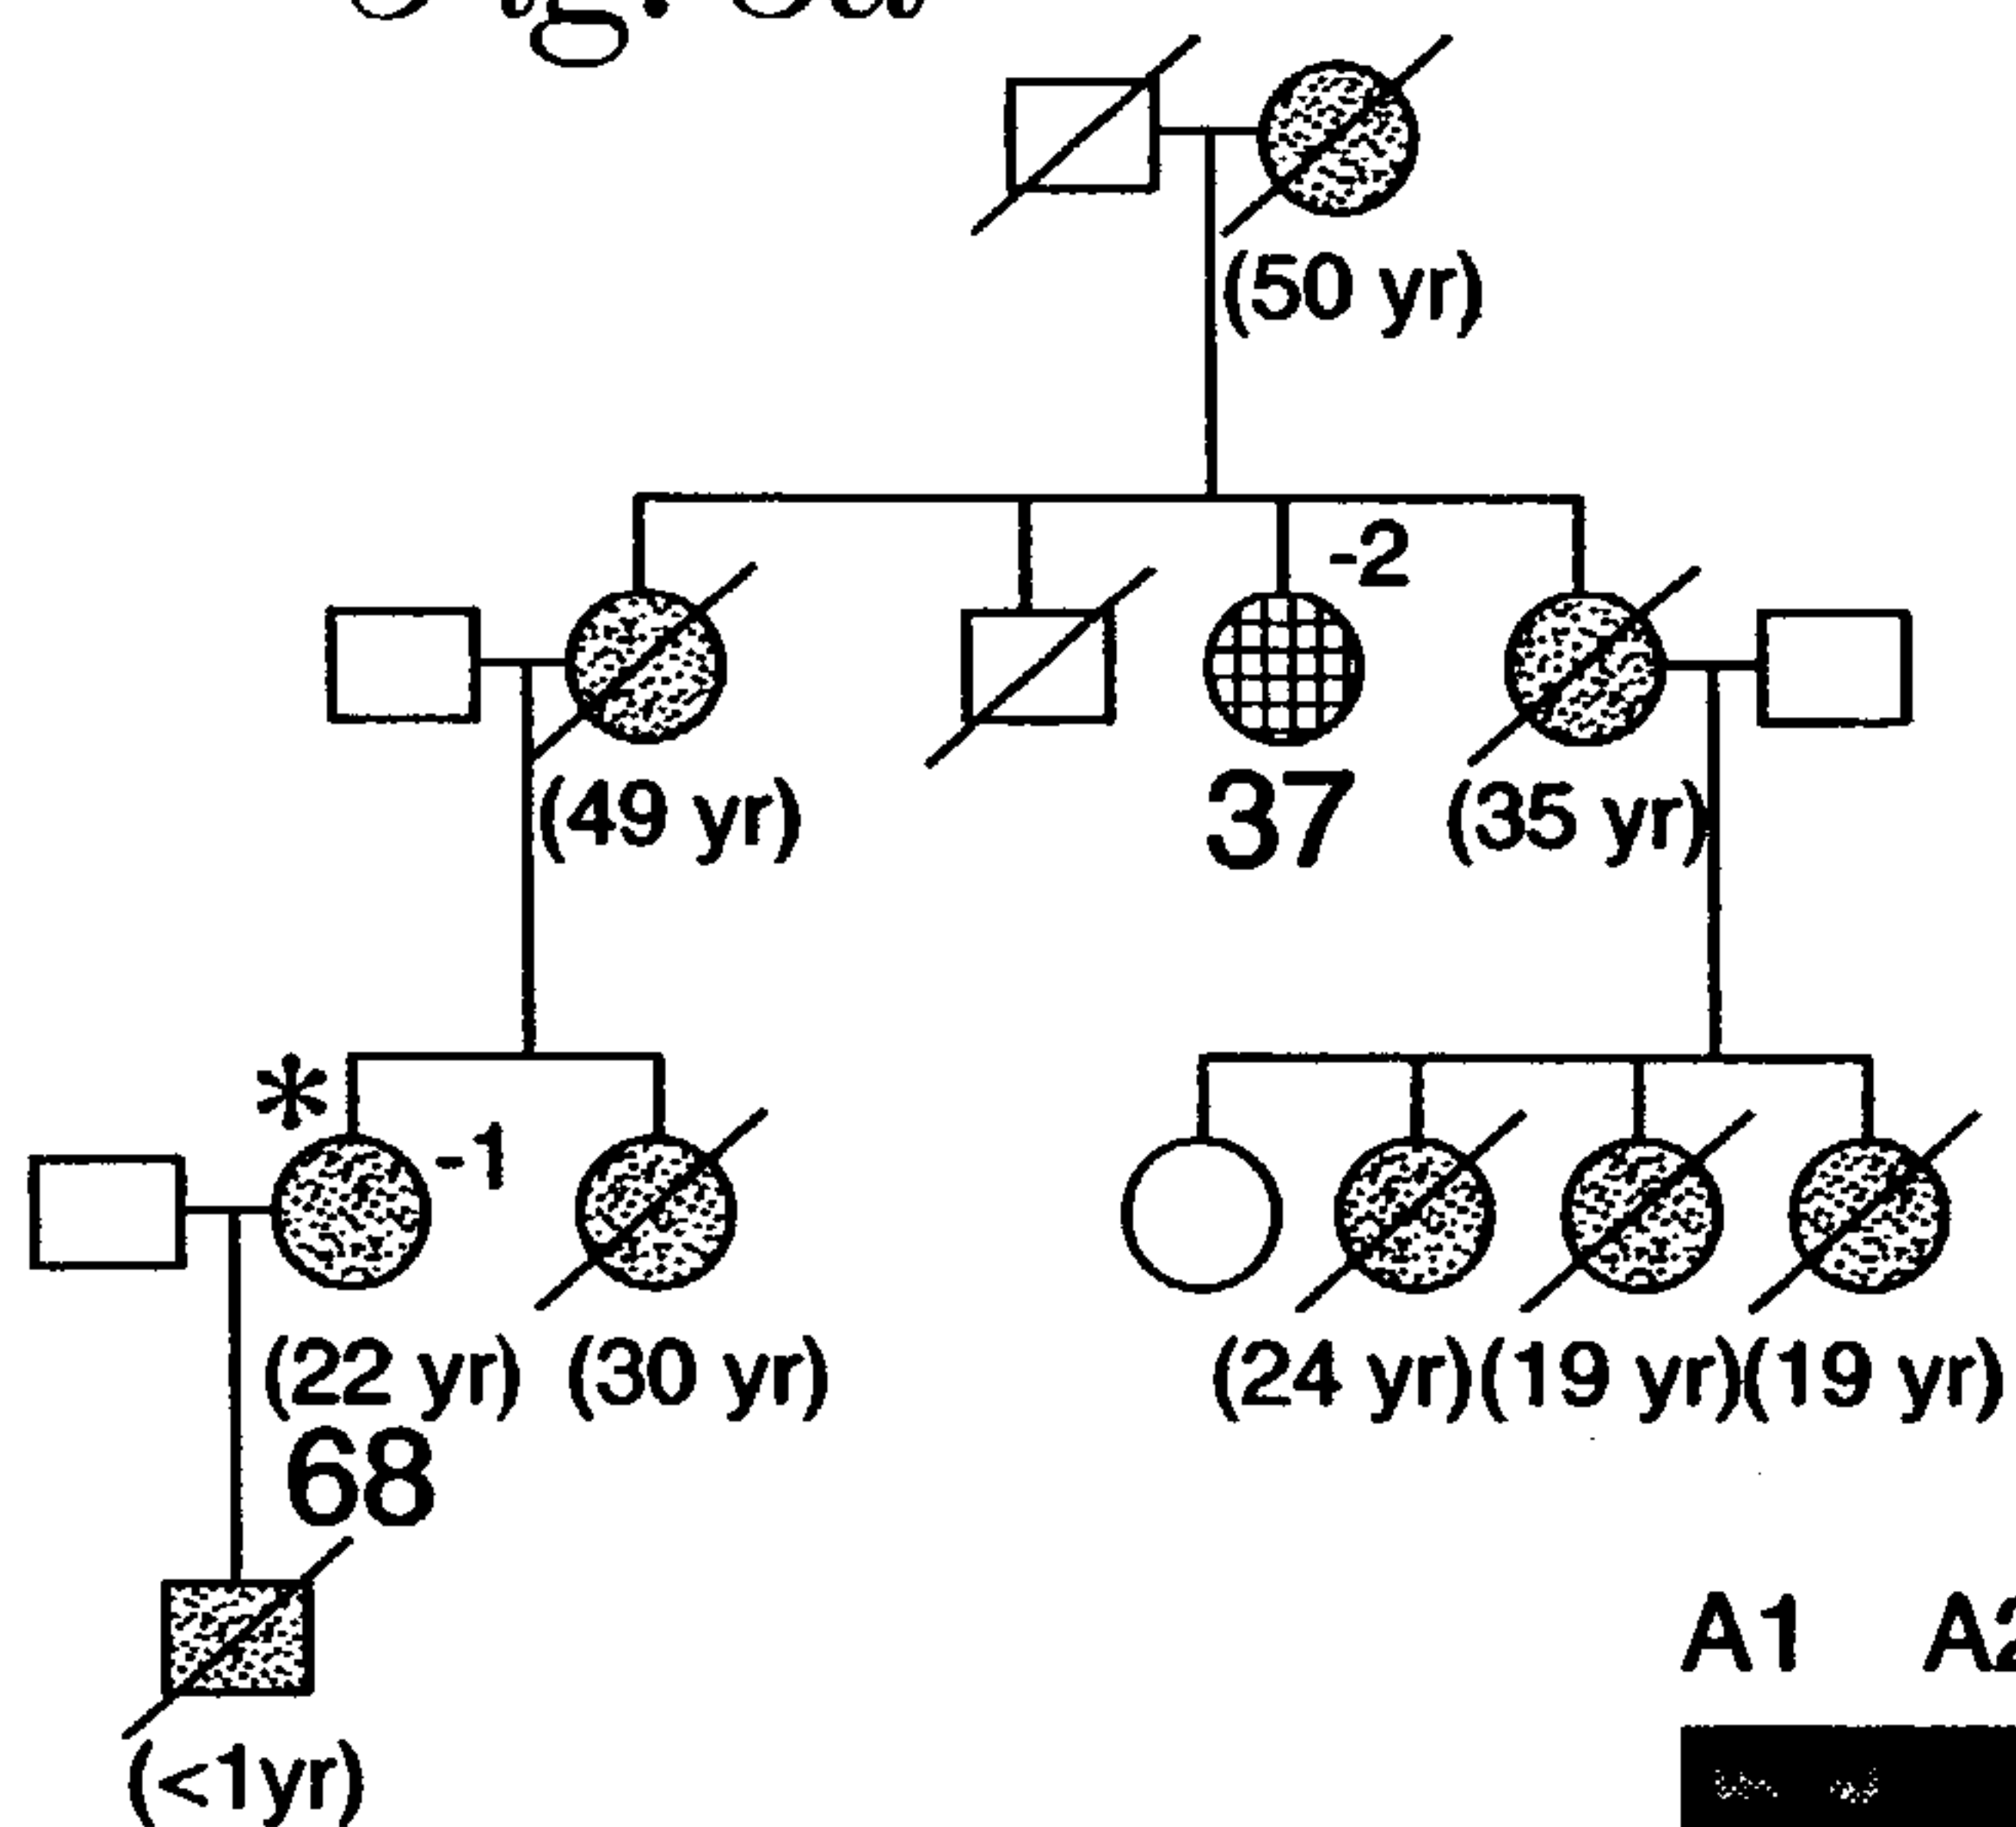 (50 yr)
-2
(49 yr)
37
(35 yr)
*
-1
(22 yr) (30 yr)
(24 yr)(19 yr)(19 yr)
68
A1
(<1yr)